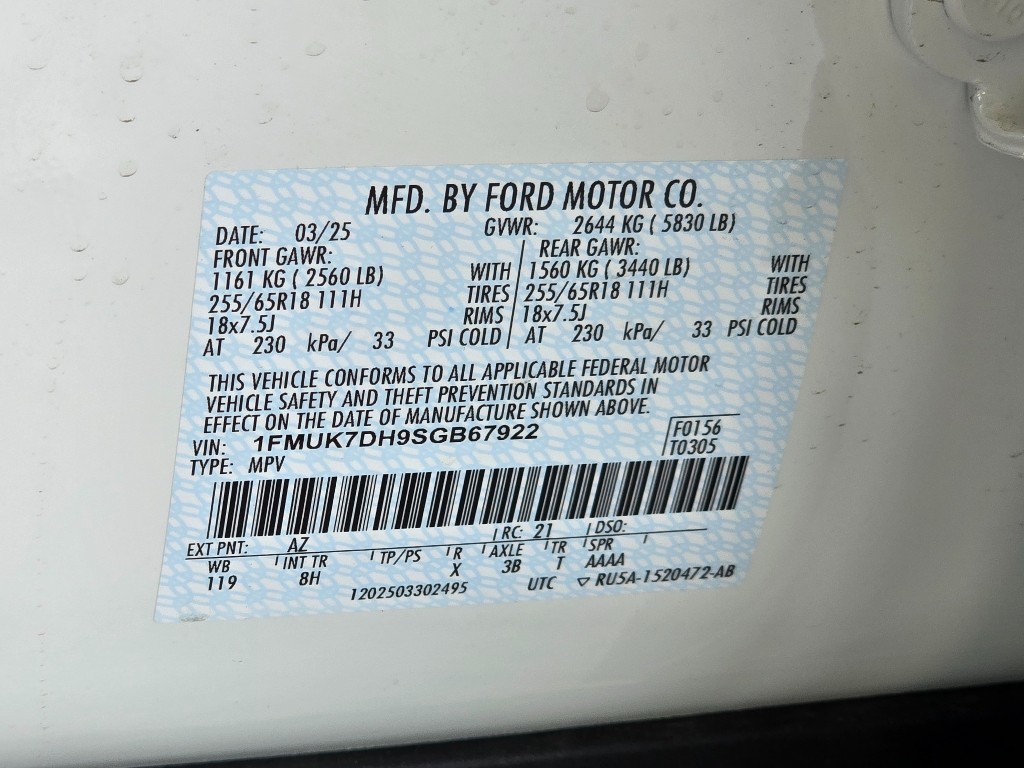 MFD. BY FORD MOTOR CO.
DATE: 03/25 GVWR: 2644 KG ( 5830 LB)
FRONT GAWR: REAR GAWR:
1161 KG ( 2560 LB) WITH 1560 KG ( 3440 LB) WITH
255/65R18 111H TIRES 255/65R18 111H TIRES
18x7.5J RIMS 18x7.5J RIMS
AT 230 kPa/ 33 PSI COLD AT 230 kPa/ 33 PSI COLD
THIS VEHICLE CONFORMS TO ALL APPLICABLE FEDERAL MOTOR
VEHICLE SAFETY AND THEFT PREVENTION STANDARDS IN
EFFECT ON THE DATE OF MANUFACTURE SHOWN ABOVE.
VIN: 1FMUK7DH9SGB67922 F0156
TYPE: MPV T0305
EXT PNT: AZ RC: 21 DSO:
WB INT TR TP/PS R AXLE TR SPR
119 8H X 3B T AAAA
1202503302495 UTC ▽ RU5A-1520472-AB